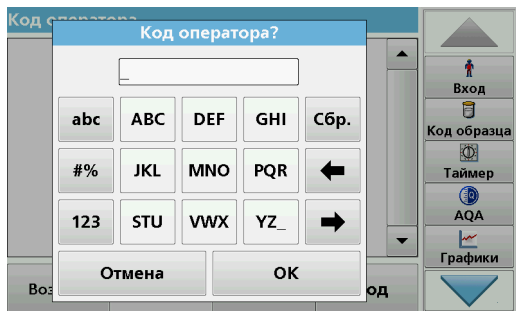 Код оператора
Код оператора?
_
abc ABC DEF GHI Сбр.
#% JKL MNO PQR
123 STU VWX YZ_
Отмена OK
Вход
Код образца
Таймер
AQA
Графики